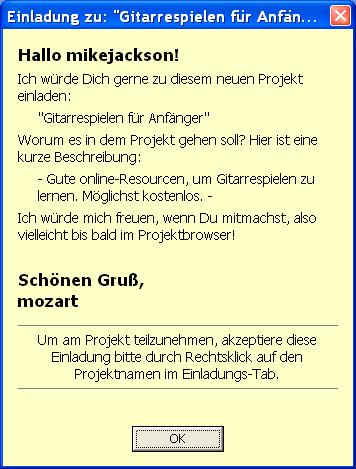 Einladung zu: "Gitarrespielen für Anfän...
Hallo mikejackson!
Ich würde Dich gerne zu diesem neuen Projekt
einladen:
"Gitarrespielen für Anfänger"
Worum es in dem Projekt gehen soll? Hier ist eine
kurze Beschreibung:
- Gute online-Resourcen, um Gitarrespielen zu
lernen. Möglichst kostenlos. -
Ich würde mich freuen, wenn Du mitmachst, also
vielleicht bis bald im Projektbrowser!
Schönen Gruß,
mozart
Um am Projekt teilzunehmen, akzeptiere diese
Einladung bitte durch Rechtsklick auf den
Projektnamen im Einladungs-Tab.
OK